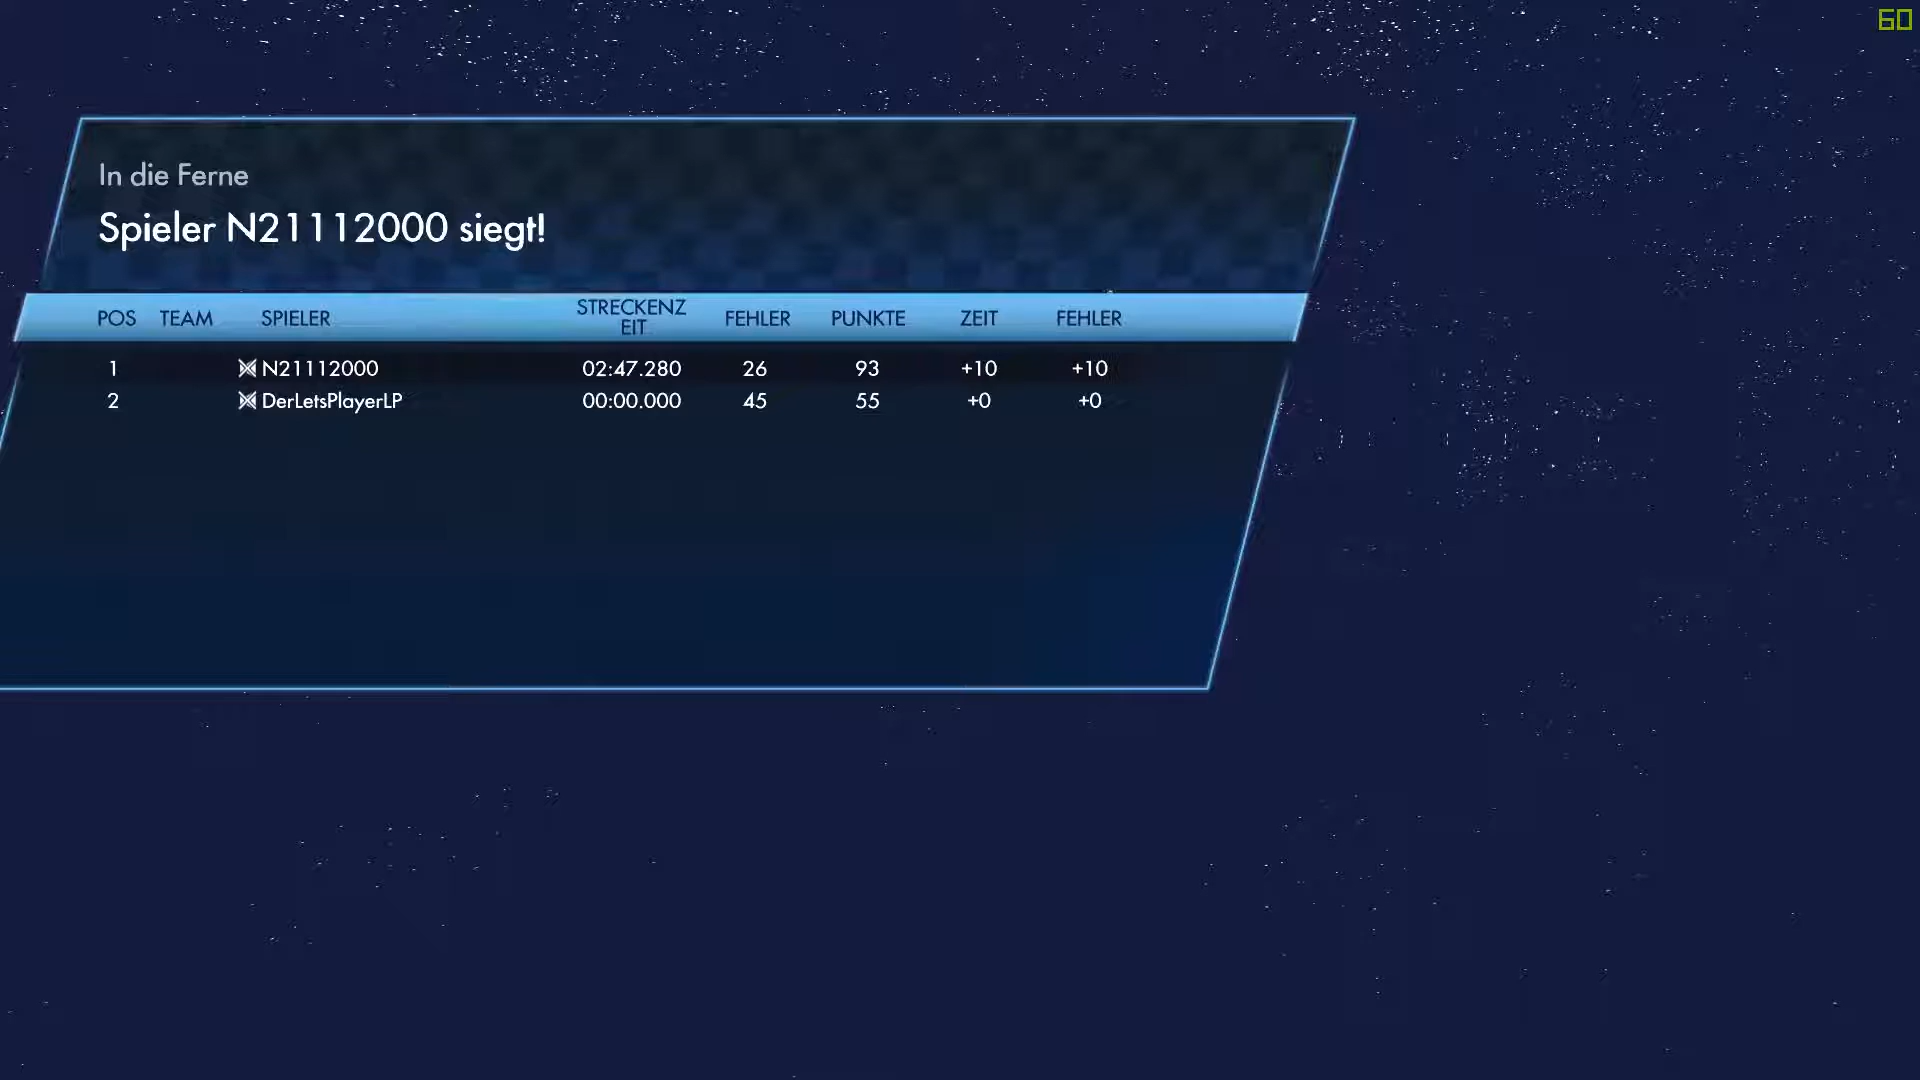 60
In die Ferne
Spieler N21112000 siegt!
POS TEAM SPIELER STRECKENZ
EIT FEHLER PUNKTE ZEIT FEHLER
1 N21112000 02:47.280 26 93 +10 +10
2 DerLetsPlayerLP 00:00.000 45 55 +0 +0